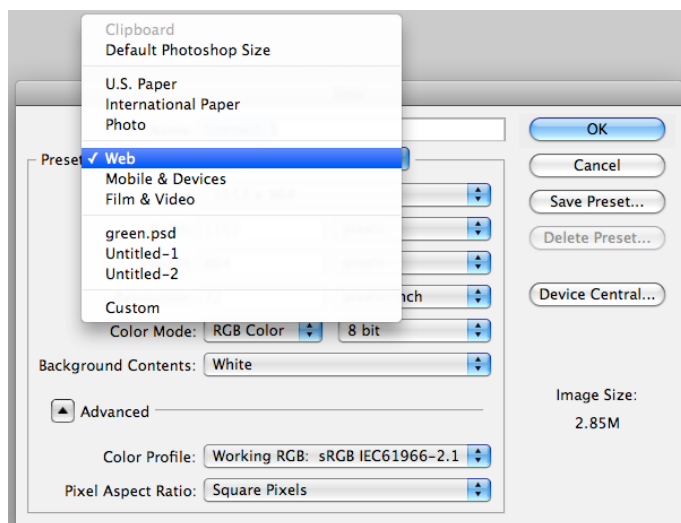 Clipboard
Default Photoshop Size
U.S. Paper
International Paper
Photo
OK
Preset
✓ Web
Cancel
Mobile & Devices
Film & Video
Save Preset...
green.psd
Delete Preset...
Untitled-1
Untitled-2
nch
Device Central...
Custom
Color Mode: RGB Color 8 bit
Background Contents: White
Image Size:
2.85M
Advanced
Color Profile: Working RGB: sRGB IEC61966-2.1
Pixel Aspect Ratio: Square Pixels